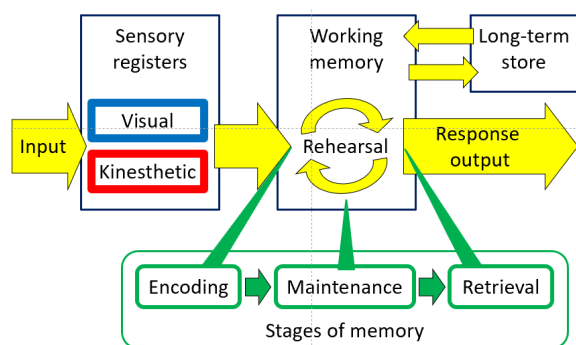 Sensory
registers
Working
memory
Long-term
store
Input
Visual
Kinesthetic
Rehearsal
Response
output
Encoding
Maintenance
Retrieval
Stages of memory